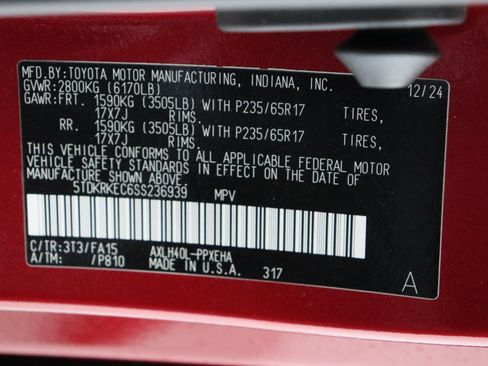 MFD.BY:TOYOTA MOTOR MANUFACTURING, INDIANA, INC. 12/24
GVWR:2800KG (6170LB)
GAWR:FRT. 1590KG (3505LB) WITH P235/65R17 TIRES,
17X7J RIMS.
RR. 1590KG (3505LB) WITH P235/65R17 TIRES,
17X7J RIMS.
THIS VEHICLE CONFORMS TO ALL APPLICABLE FEDERAL MOTOR
VEHICLE SAFETY STANDARDS IN EFFECT ON THE DATE OF
MANUFACTURE SHOWN ABOVE.
5TDKRKEC6SS236939 MPV
C/TR:3T3/FA15 AXLH40L-PPXEHA
A/TM: /P810 MADE IN U.S.A. 317
A